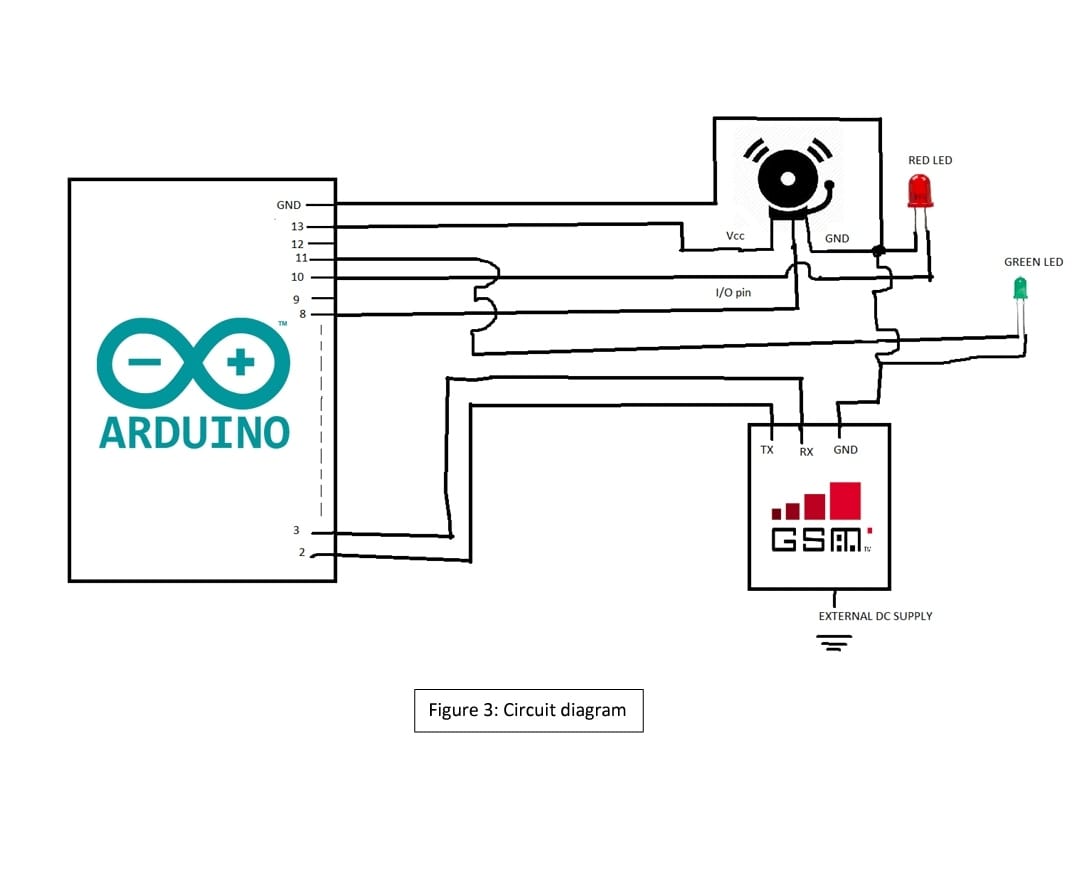 RED LED
GND
13
Vcc
GND
12
11
GREEN LED
10
I/O pin
9
8
TM
ARDUINO
TX
RX
GND
3
GSM
2
EXTERNAL DC SUPPLY
Figure 3: Circuit diagram